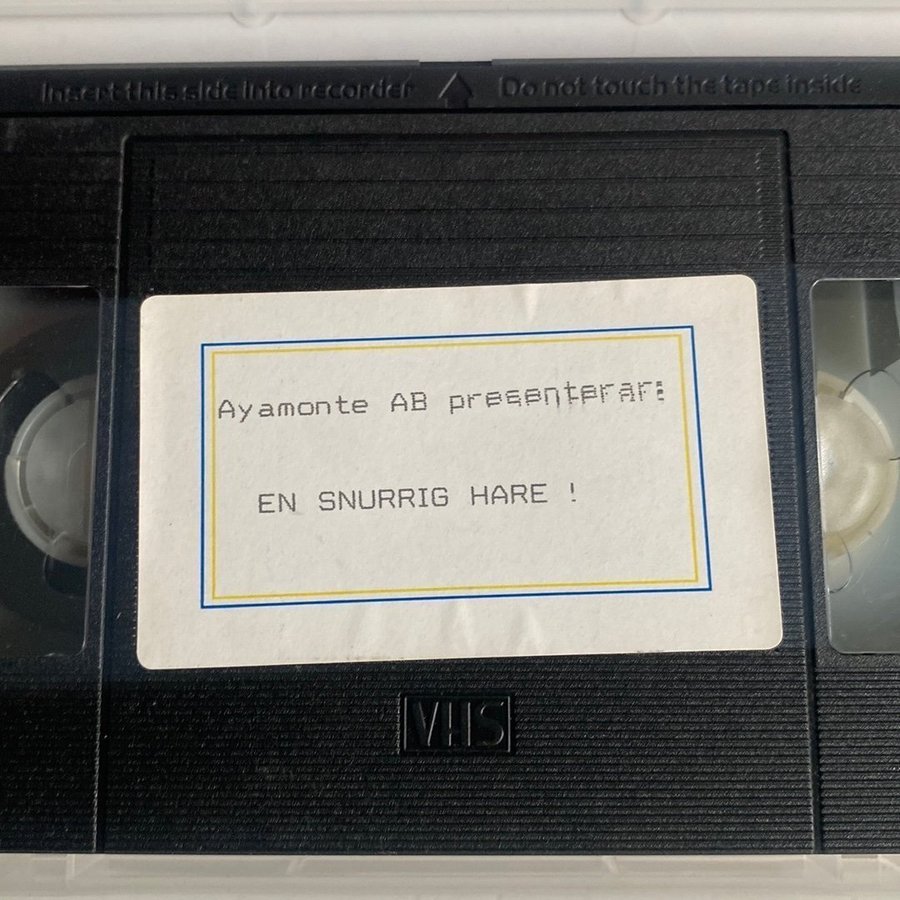 Insert this side into recorder Do not touch the tape inside
Ayamonte AB presenterar:
EN SNURRIG HARE !
VHS